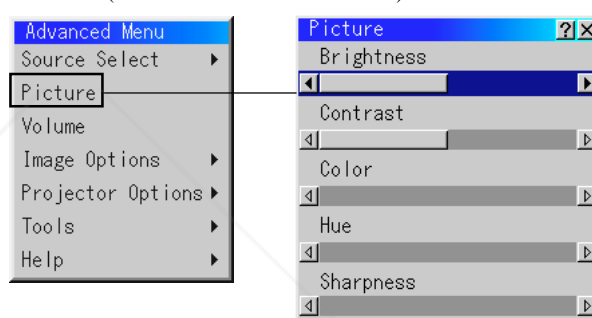 Advanced Menu
Source Select
Picture
Volume
Image Options
Projector Options
Tools
Help
Picture
Brightness
Contrast
Color
Hue
Sharpness